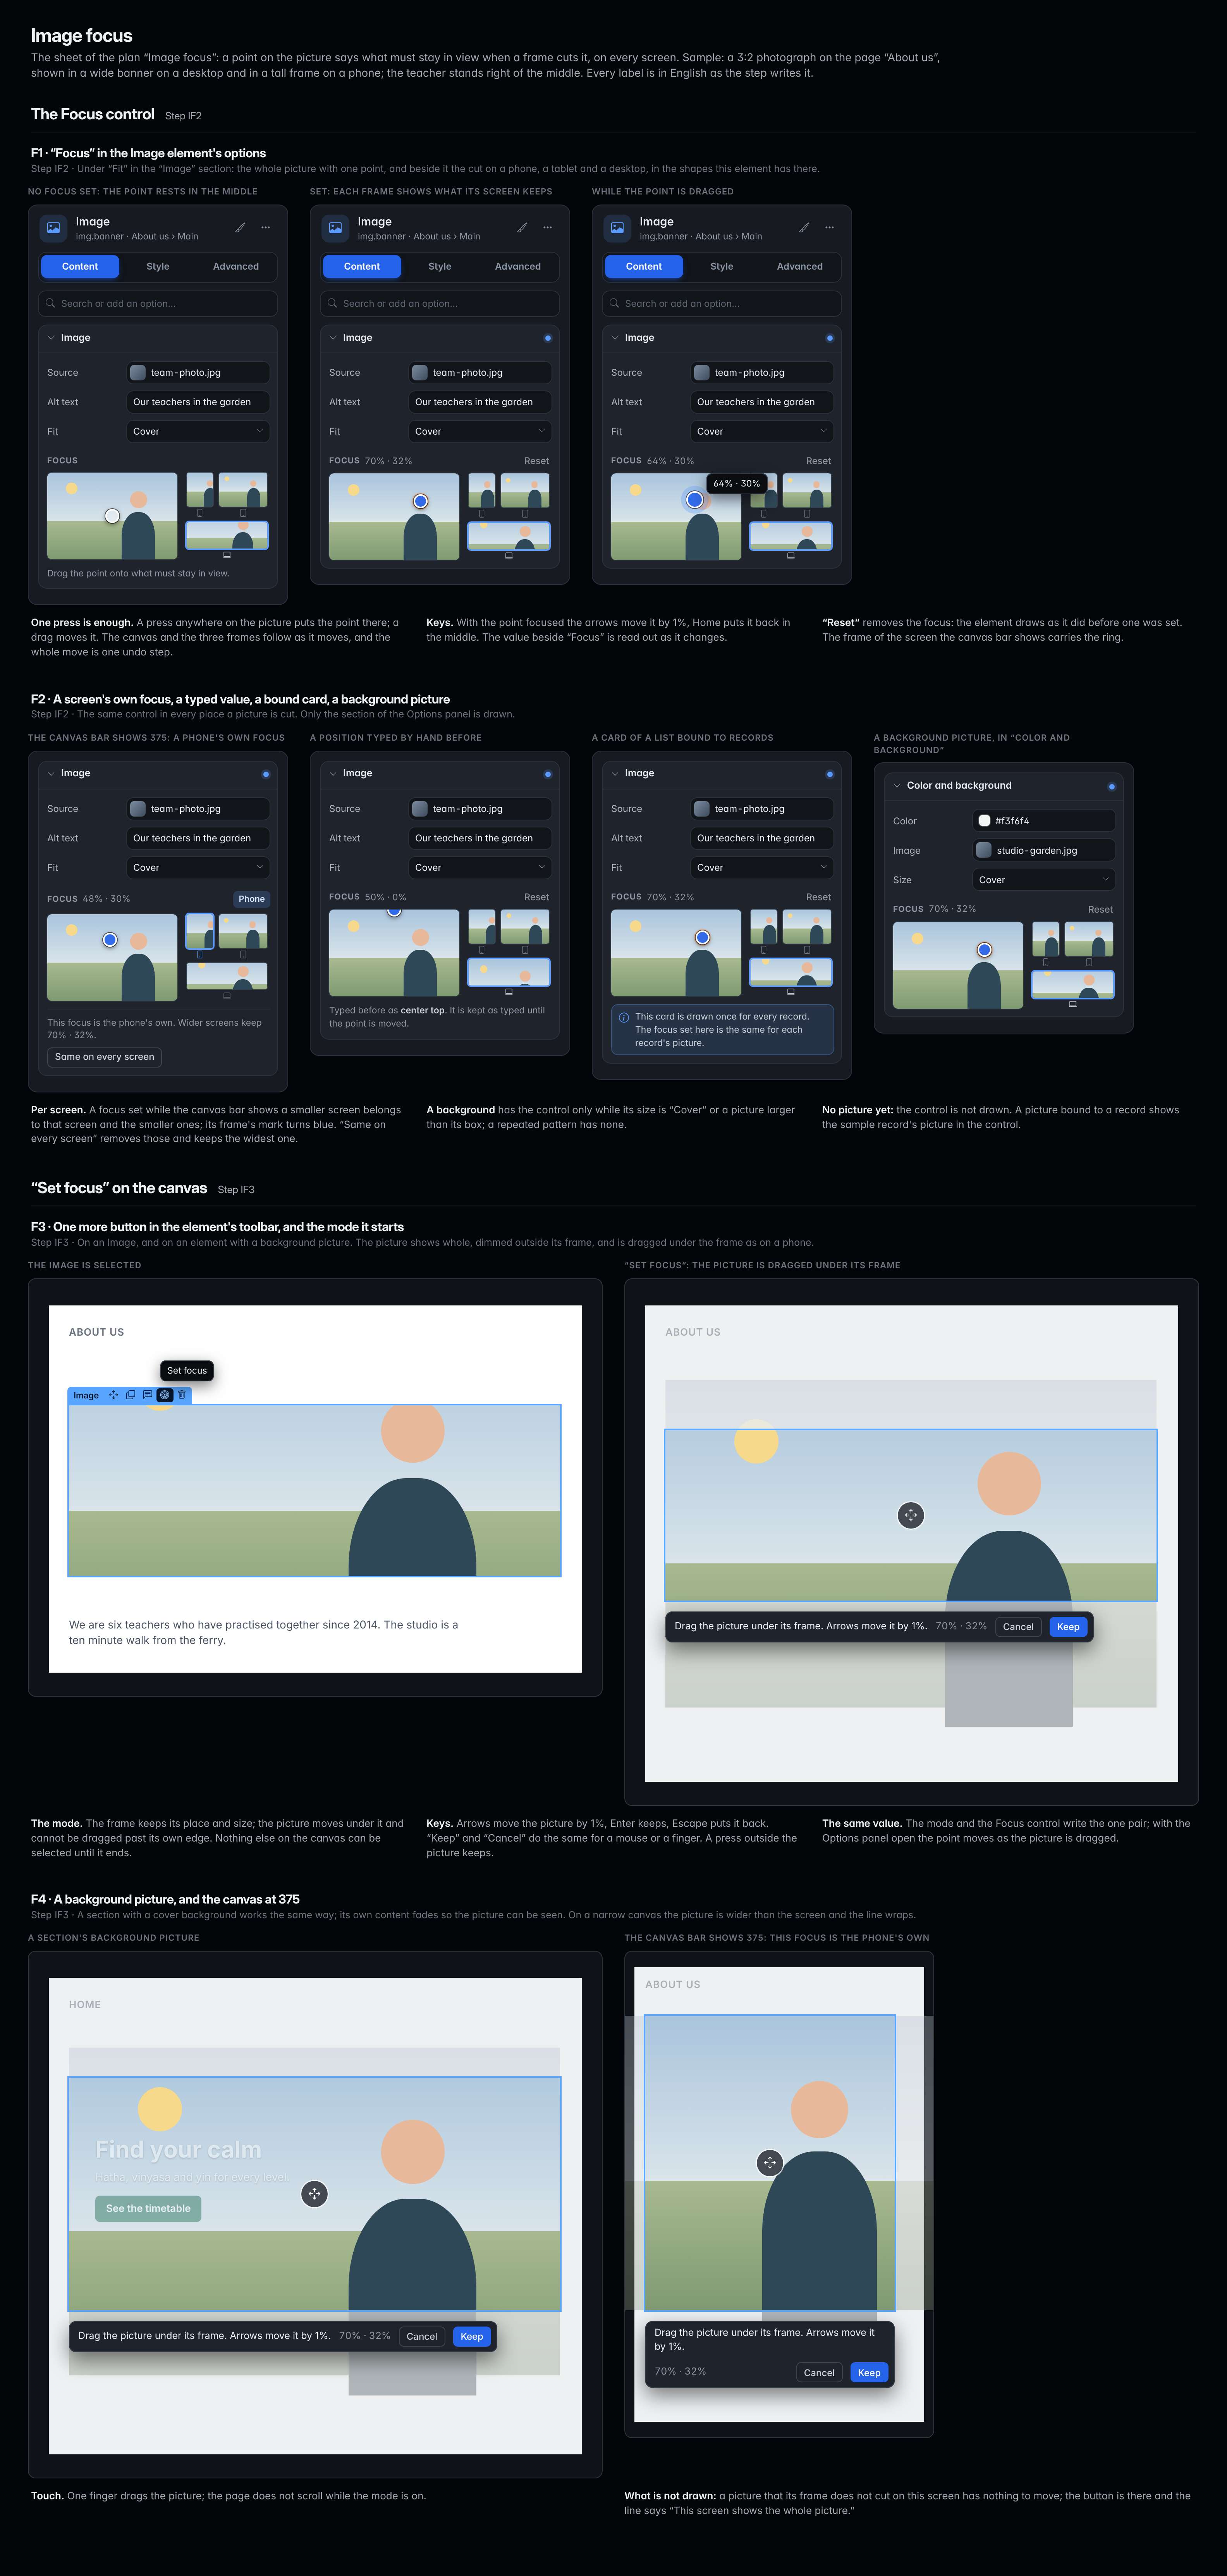 Image focus
The sheet of the plan “Image focus”: a point on the picture says what must stay in view when a frame cuts it, on every screen. Sample: a 3:2 photograph on the page “About us”,
shown in a wide banner on a desktop and in a tall frame on a phone; the teacher stands right of the middle. Every label is in English as the step writes it.
The Focus control Step IF2
F1 · “Focus” in the Image element's options
Step IF2 · Under “Fit” in the “Image” section: the whole picture with one point, and beside it the cut on a phone, a tablet and a desktop, in the shapes this element has there.
NO FOCUS SET: THE POINT RESTS IN THE MIDDLE
Image
img.banner · About us › Main
Content Style Advanced
Search or add an option...
Image
Source team-photo.jpg
Alt text Our teachers in the garden
Fit Cover
FOCUS
Drag the point onto what must stay in view.
SET: EACH FRAME SHOWS WHAT ITS SCREEN KEEPS
Image
img.banner · About us › Main
Content Style Advanced
Search or add an option...
Image
Source team-photo.jpg
Alt text Our teachers in the garden
Fit Cover
FOCUS 70% · 32% Reset
WHILE THE POINT IS DRAGGED
Image
img.banner · About us › Main
Content Style Advanced
Search or add an option...
Image
Source team-photo.jpg
Alt text Our teachers in the garden
Fit Cover
FOCUS 64% · 30% Reset
64% · 30%
One press is enough. A press anywhere on the picture puts the point there; a
drag moves it. The canvas and the three frames follow as it moves, and the
whole move is one undo step.
Keys. With the point focused the arrows move it by 1%, Home puts it back in
the middle. The value beside “Focus” is read out as it changes.
“Reset” removes the focus: the element draws as it did before one was set.
The frame of the screen the canvas bar shows carries the ring.
F2 · A screen's own focus, a typed value, a bound card, a background picture
Step IF2 · The same control in every place a picture is cut. Only the section of the Options panel is drawn.
THE CANVAS BAR SHOWS 375: A PHONE'S OWN FOCUS
Image
Source team-photo.jpg
Alt text Our teachers in the garden
Fit Cover
FOCUS 48% · 30% Phone
This focus is the phone's own. Wider screens keep
70% · 32%.
Same on every screen
A POSITION TYPED BY HAND BEFORE
Image
Source team-photo.jpg
Alt text Our teachers in the garden
Fit Cover
FOCUS 50% · 0% Reset
Typed before as center top. It is kept as typed until
the point is moved.
A CARD OF A LIST BOUND TO RECORDS
Image
Source team-photo.jpg
Alt text Our teachers in the garden
Fit Cover
FOCUS 70% · 32% Reset
This card is drawn once for every record.
The focus set here is the same for each
record's picture.
A BACKGROUND PICTURE, IN “COLOR AND
BACKGROUND”
Color and background
Color #f3f6f4
Image studio-garden.jpg
Size Cover
FOCUS 70% · 32% Reset
Per screen. A focus set while the canvas bar shows a smaller screen belongs
to that screen and the smaller ones; its frame's mark turns blue. “Same on
every screen” removes those and keeps the widest one.
A background has the control only while its size is “Cover” or a picture larger
than its box; a repeated pattern has none.
No picture yet: the control is not drawn. A picture bound to a record shows
the sample record's picture in the control.
“Set focus” on the canvas Step IF3
F3 · One more button in the element's toolbar, and the mode it starts
Step IF3 · On an Image, and on an element with a background picture. The picture shows whole, dimmed outside its frame, and is dragged under the frame as on a phone.
THE IMAGE IS SELECTED
ABOUT US
Set focus
Image
We are six teachers who have practised together since 2014. The studio is a
ten minute walk from the ferry.
“SET FOCUS”: THE PICTURE IS DRAGGED UNDER ITS FRAME
ABOUT US
Drag the picture under its frame. Arrows move it by 1%. 70% · 32% Cancel Keep
The mode. The frame keeps its place and size; the picture moves under it and
cannot be dragged past its own edge. Nothing else on the canvas can be
selected until it ends.
Keys. Arrows move the picture by 1%, Enter keeps, Escape puts it back.
“Keep” and “Cancel” do the same for a mouse or a finger. A press outside the
picture keeps.
The same value. The mode and the Focus control write the one pair; with the
Options panel open the point moves as the picture is dragged.
F4 · A background picture, and the canvas at 375
Step IF3 · A section with a cover background works the same way; its own content fades so the picture can be seen. On a narrow canvas the picture is wider than the screen and the line wraps.
A SECTION'S BACKGROUND PICTURE
HOME
Find your calm
Hatha, vinyasa and yin for every level.
See the timetable
Drag the picture under its frame. Arrows move it by 1%. 70% · 32% Cancel Keep
THE CANVAS BAR SHOWS 375: THIS FOCUS IS THE PHONE'S OWN
ABOUT US
Drag the picture under its frame. Arrows move it
by 1%.
70% · 32% Cancel Keep
Touch. One finger drags the picture; the page does not scroll while the mode is on.
What is not drawn: a picture that its frame does not cut on this screen has nothing to move; the button is there and the
line says “This screen shows the whole picture.”